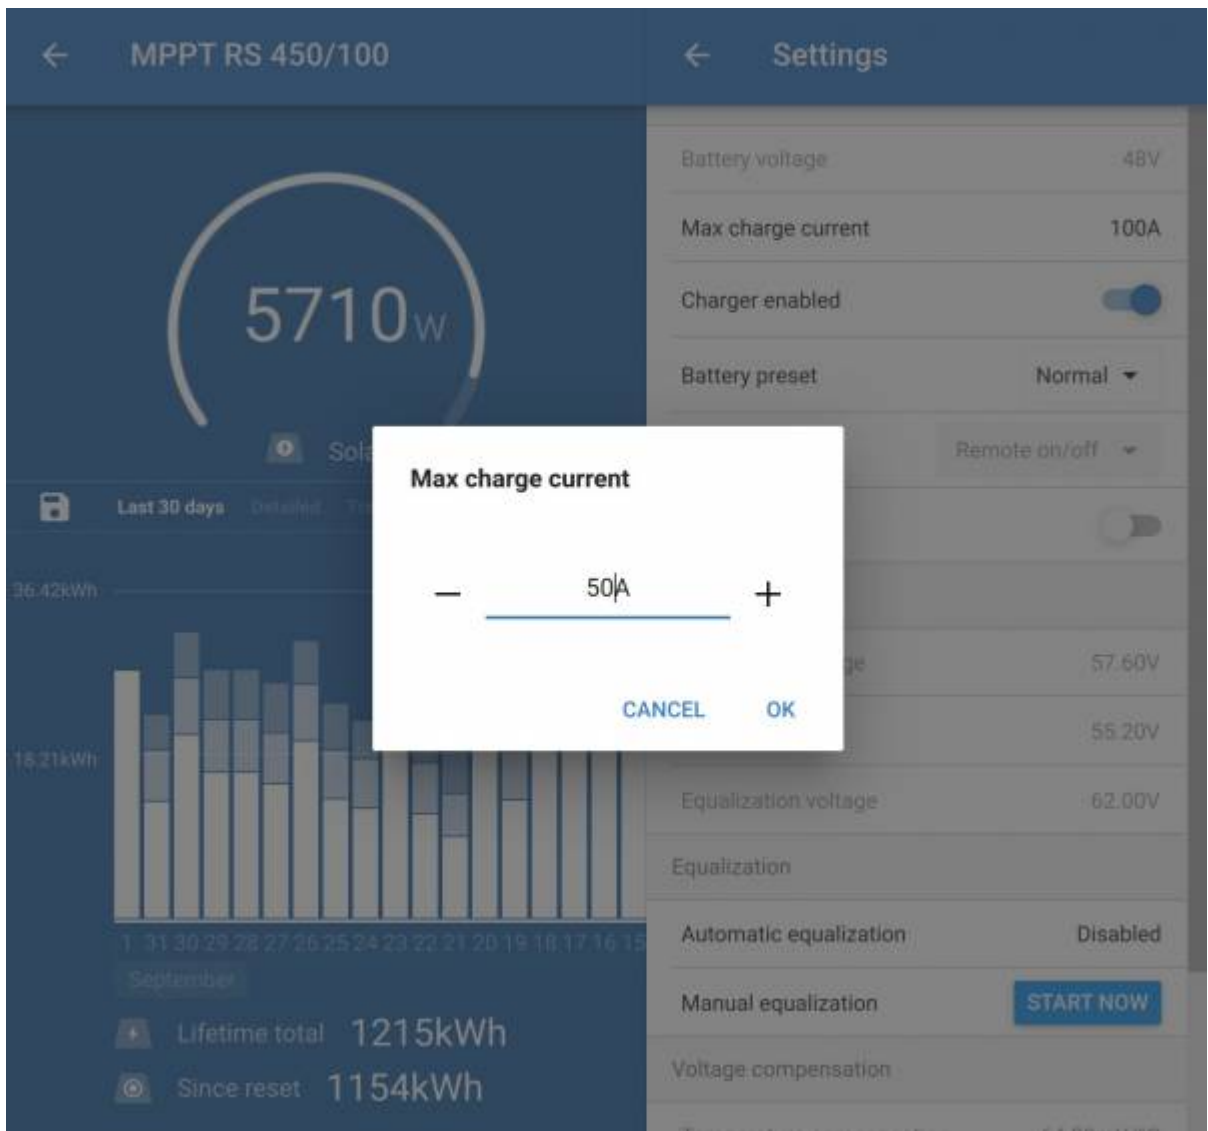 MPPT RS 450/100
5710W
Sola
Last 30 days Detailed
36.42kWh
18.21kWh
1 31 30 29 28 27 26 25 24 23 22 21 20 19 18 17 16 15
September
Lifetime total 1215kWh
Since reset 1154kWh
Settings
Battery voltage 48V
Max charge current 100A
Charger enabled
Battery preset Normal
Remote on/off
57.60V
55.20V
Equalization voltage 62.00V
Equalization
Automatic equalization Disabled
Manual equalization START NOW
Voltage compensation
Max charge current
− 50A +
CANCEL OK